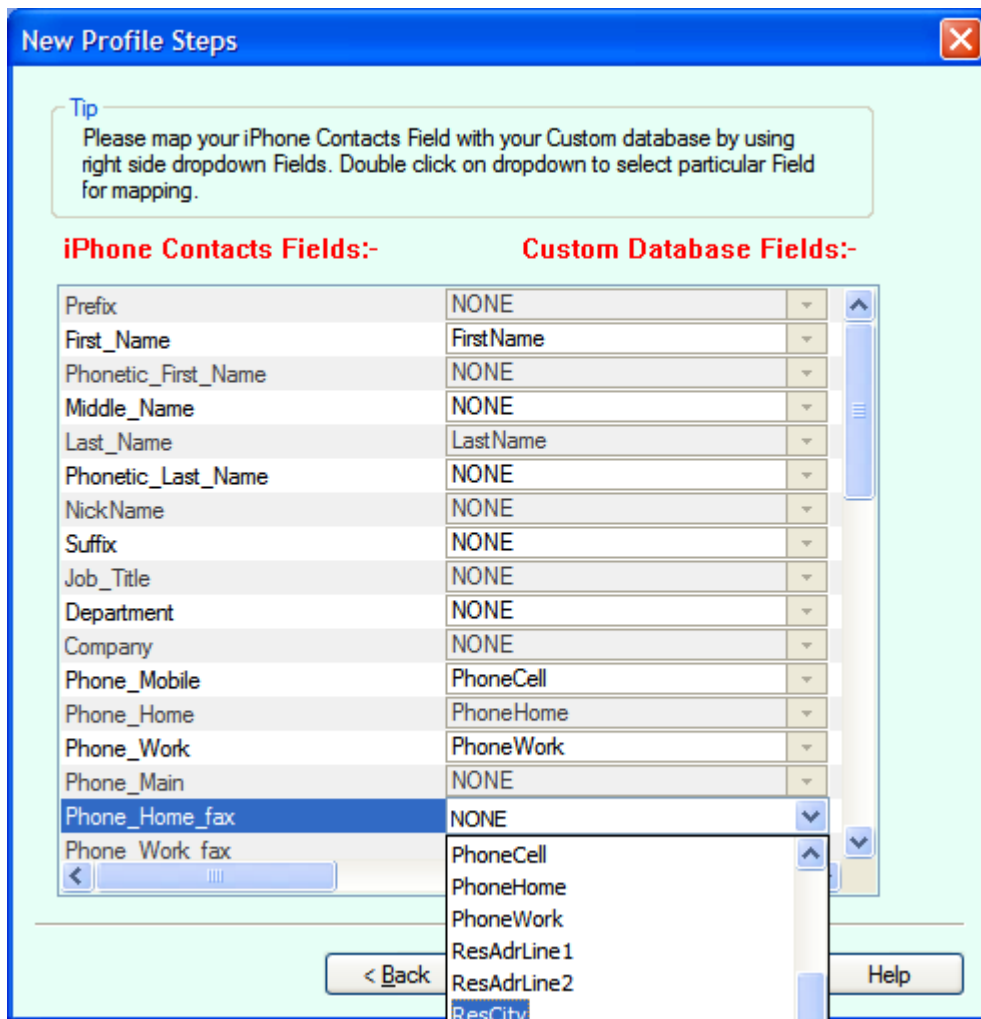 New Profile Steps
Tip
Please map your iPhone Contacts Field with your Custom database by using
right side dropdown Fields. Double click on dropdown to select particular Field
for mapping.
iPhone Contacts Fields:- Custom Database Fields:-
Prefix NONE
First_Name FirstName
Phonetic_First_Name NONE
Middle_Name NONE
Last_Name LastName
Phonetic_Last_Name NONE
NickName NONE
Suffix NONE
Job_Title NONE
Department NONE
Company NONE
Phone_Mobile PhoneCell
Phone_Home PhoneHome
Phone_Work PhoneWork
Phone_Main NONE
Phone_Home_fax NONE
Phone_Work_fax
PhoneCell
PhoneHome
PhoneWork
ResAdrLine1
ResAdrLine2
ResCity
< Back Help